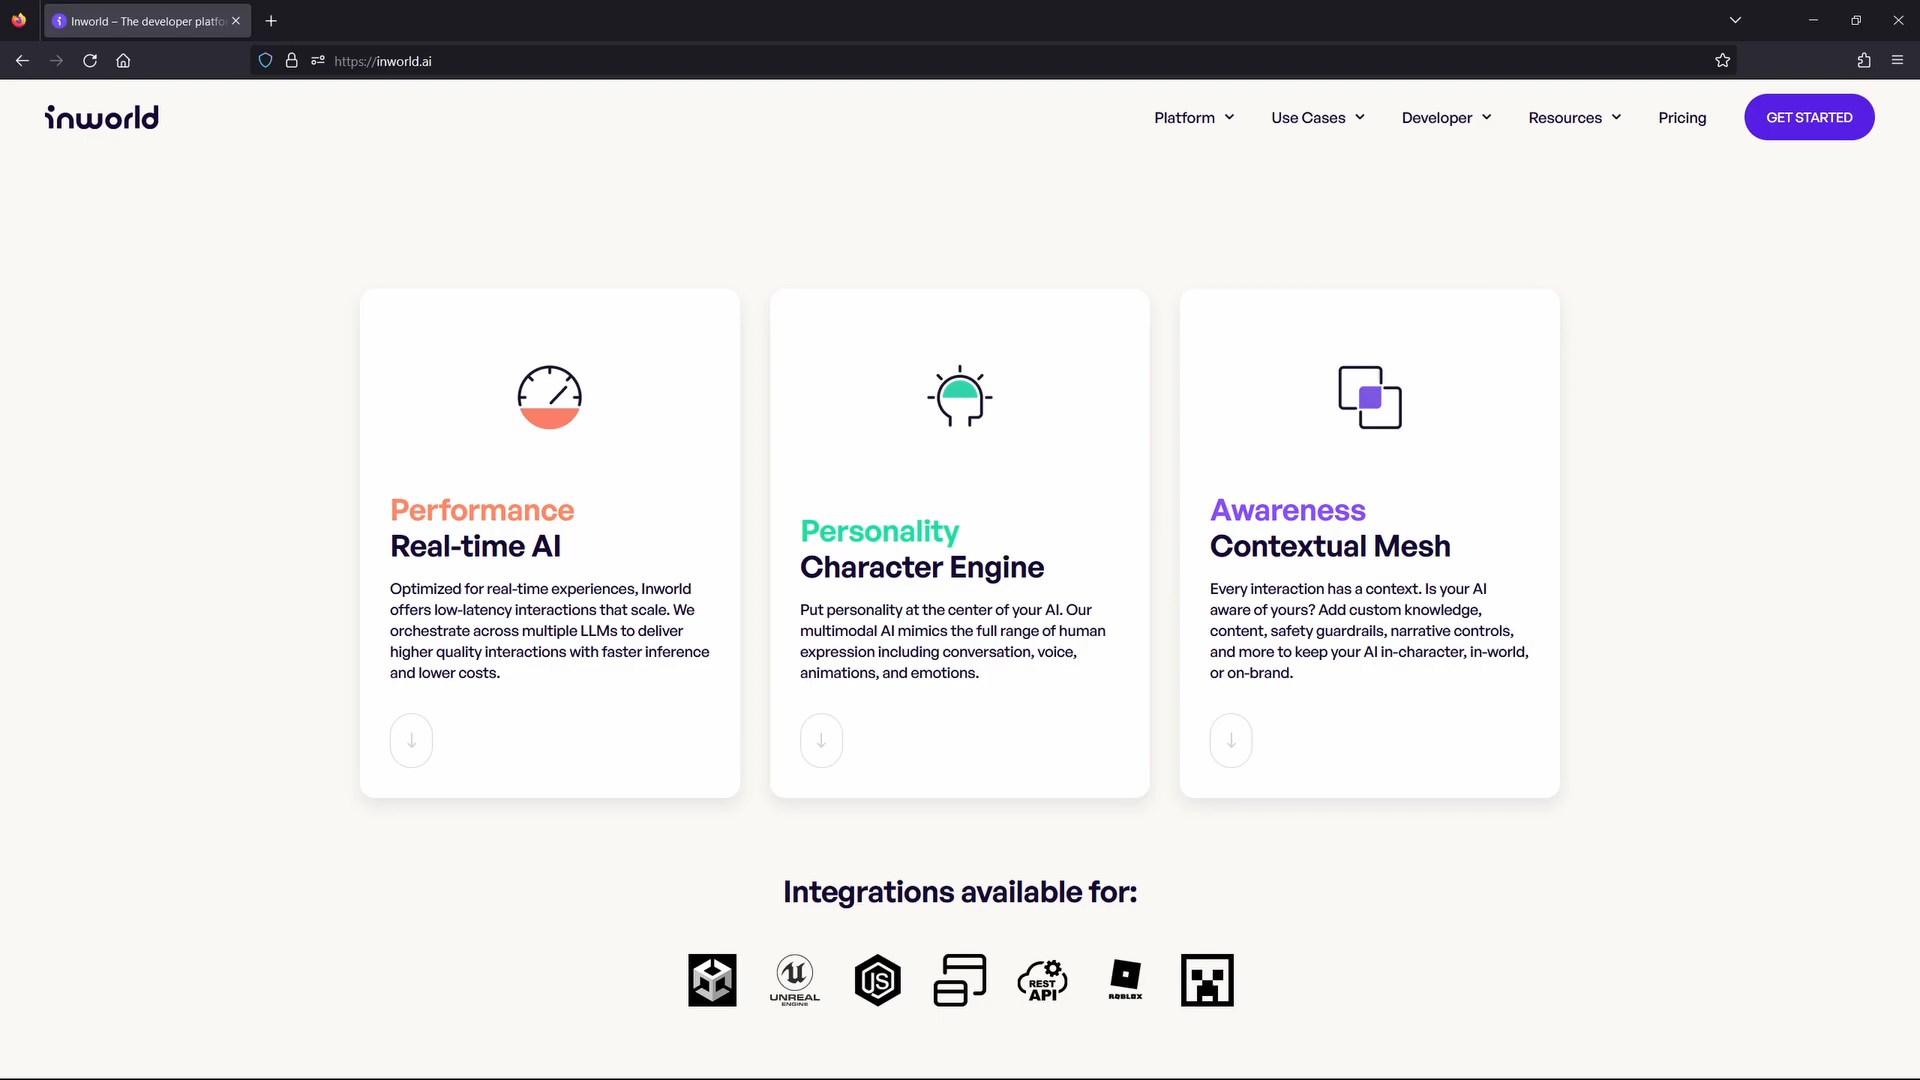 Inworld – The developer platfo
https://inworld.ai
inworld
Platform
Use Cases
Developer
Resources
Pricing
GET STARTED
Performance
Real-time AI
Optimized for real-time experiences, Inworld
offers low-latency interactions that scale. We
orchestrate across multiple LLMs to deliver
higher quality interactions with faster inference
and lower costs.
Personality
Character Engine
Put personality at the center of your AI. Our
multimodal AI mimics the full range of human
expression including conversation, voice,
animations, and emotions.
Awareness
Contextual Mesh
Every interaction has a context. Is your AI
aware of yours? Add custom knowledge,
content, safety guardrails, narrative controls,
and more to keep your AI in-character, in-world,
or on-brand.
Integrations available for:
UNREAL
ENGINE
JS
REST
API
ROBLOX